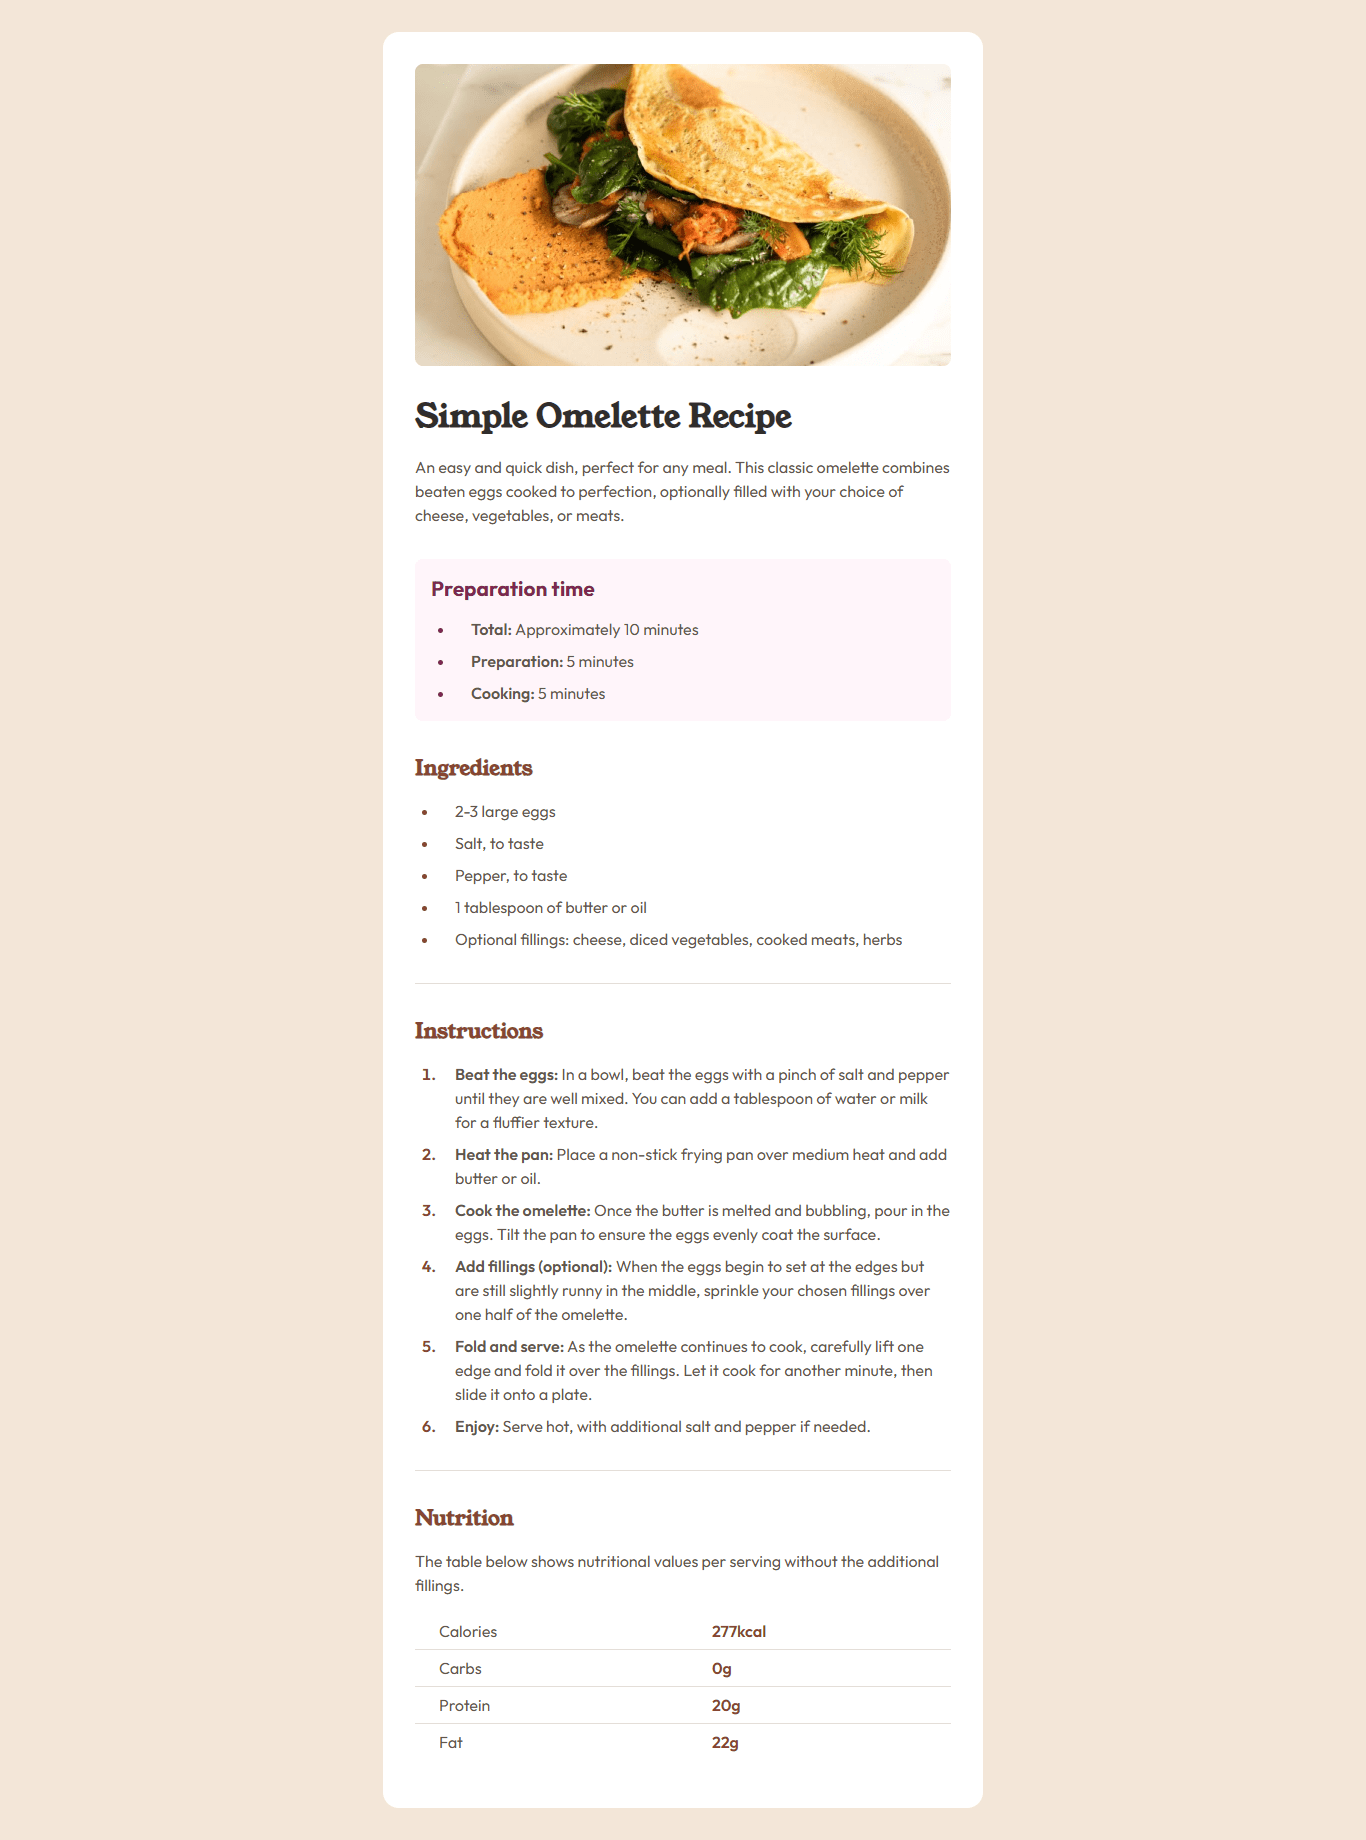 Simple Omelette Recipe
An easy and quick dish, perfect for any meal. This classic omelette combines
beaten eggs cooked to perfection, optionally filled with your choice of
cheese, vegetables, or meats.
Preparation time
• Total: Approximately 10 minutes
• Preparation: 5 minutes
• Cooking: 5 minutes
Ingredients
• 2-3 large eggs
• Salt, to taste
• Pepper, to taste
• 1 tablespoon of butter or oil
• Optional fillings: cheese, diced vegetables, cooked meats, herbs
Instructions
1. Beat the eggs: In a bowl, beat the eggs with a pinch of salt and pepper
until they are well mixed. You can add a tablespoon of water or milk
for a fluffier texture.
2. Heat the pan: Place a non-stick frying pan over medium heat and add
butter or oil.
3. Cook the omelette: Once the butter is melted and bubbling, pour in the
eggs. Tilt the pan to ensure the eggs evenly coat the surface.
4. Add fillings (optional): When the eggs begin to set at the edges but
are still slightly runny in the middle, sprinkle your chosen fillings over
one half of the omelette.
5. Fold and serve: As the omelette continues to cook, carefully lift one
edge and fold it over the fillings. Let it cook for another minute, then
slide it onto a plate.
6. Enjoy: Serve hot, with additional salt and pepper if needed.
Nutrition
The table below shows nutritional values per serving without the additional
fillings.
Calories 277kcal
Carbs 0g
Protein 20g
Fat 22g